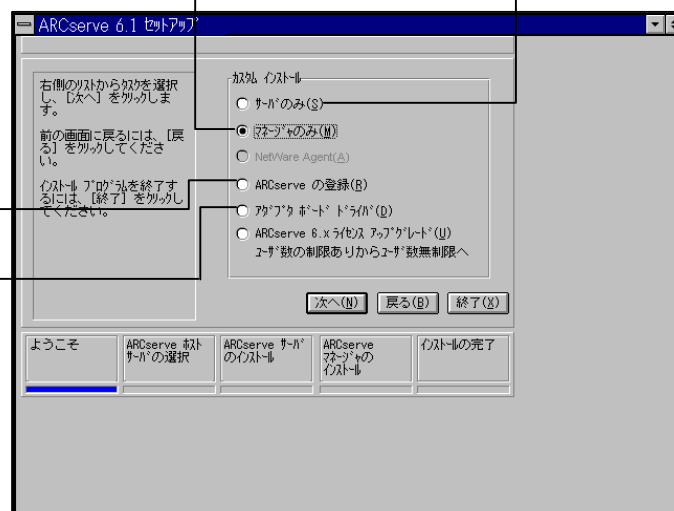 ARCserve 6.1 ｾｯﾄｱｯﾌﾟ
右側のﾘｽﾄからﾀｽｸを選択
し、[次へ] をｸﾘｯｸしま
す。
前の画面に戻るには、[戻
る] をｸﾘｯｸしてくださ
い。
ｲﾝｽﾄｰﾙ ﾌﾟﾛｸﾞﾗﾑを終了す
るには、[終了] をｸﾘｯｸし
てください。
ｶｽﾀﾑ ｲﾝｽﾄｰﾙ
ｻｰﾊﾞのみ(S)
ﾏﾈｰｼﾞｬのみ(M)
NetWare Agent(A)
ARCserve の登録(R)
ｱﾀﾞﾌﾟﾀ ﾎﾞｰﾄﾞ ﾄﾞﾗｲﾊﾞ(D)
ARCserve 6.x ﾗｲｾﾝｽ ｱｯﾌﾟｸﾞﾚｰﾄﾞ(U)
ﾕｰｻﾞ数の制限ありからﾕｰｻﾞ数無制限へ
次へ(N) 戻る(B) 終了(X)
ようこそ
ARCserve ﾎｽﾄ
ｻｰﾊﾞの選択
ARCserve ｻｰﾊﾞ
のｲﾝｽﾄｰﾙ
ARCserve
ﾏﾈｰｼﾞｬの
ｲﾝｽﾄｰﾙ
ｲﾝｽﾄｰﾙの完了